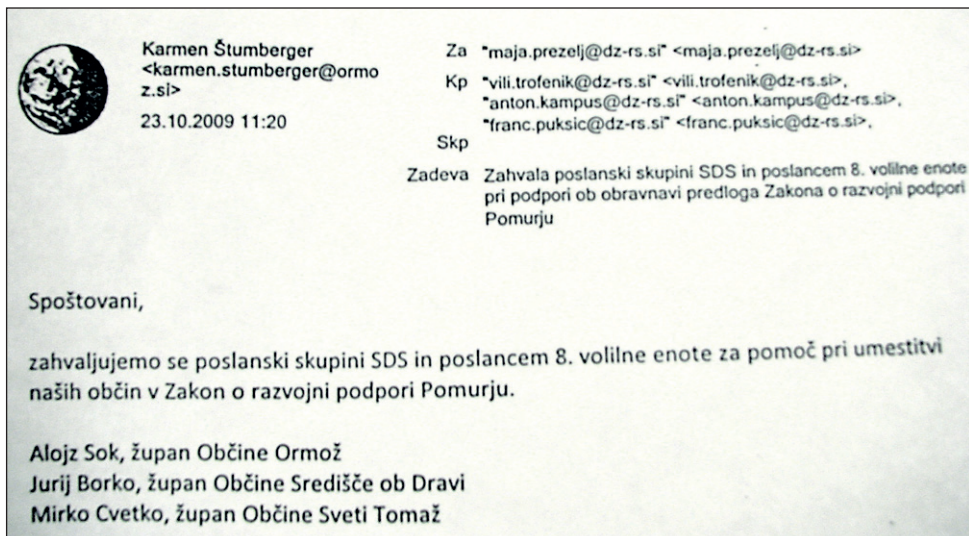 Karmen Štumberger
<karmen.stumberger@ormo
z.si>
23.10.2009 11:20
Za "maja.prezelj@dz-rs.si" <maja.prezelj@dz-rs.si>
Kp "vili.trofenik@dz-rs.si" <vili.trofenik@dz-rs.si>,
"anton.kampus@dz-rs.si" <anton.kampus@dz-rs.si>,
"franc.puksic@dz-rs.si" <franc.puksic@dz-rs.si>,
Skp
Zadeva Zahvala poslanski skupini SDS in poslancem 8. volilne enote
pri podpori ob obravnavi predloga Zakona o razvojni podpori
Pomurju
Spoštovani,
zahvaljujemo se poslanski skupini SDS in poslancem 8. volilne enote za pomoč pri umestitvi
naših občin v Zakon o razvojni podpori Pomurju.
Alojz Sok, župan Občine Ormož
Jurij Borko, župan Občine Središče ob Dravi
Mirko Cvetko, župan Občine Sveti Tomaž